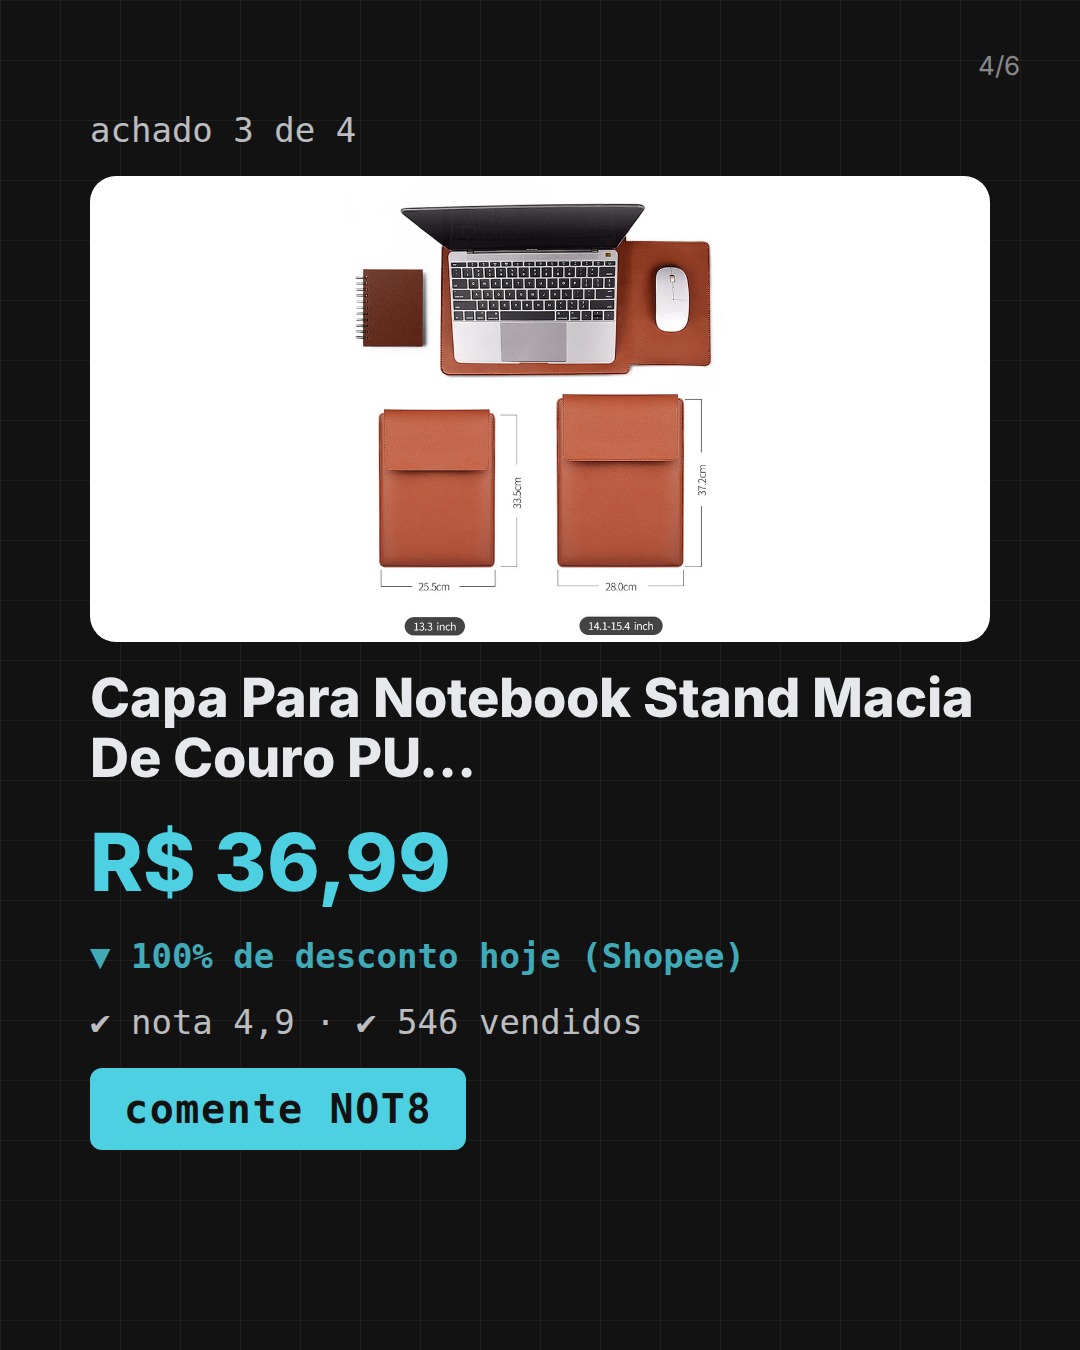 4/6
achado 3 de 4
33.5cm
37.2cm
25.5cm
28.0cm
13.3 inch
14.1-15.4 inch
Capa Para Notebook Stand Macia
De Couro PU...
R$ 36,99
▼ 100% de desconto hoje (Shopee)
✔ nota 4,9 · ✔ 546 vendidos
comente NOT8